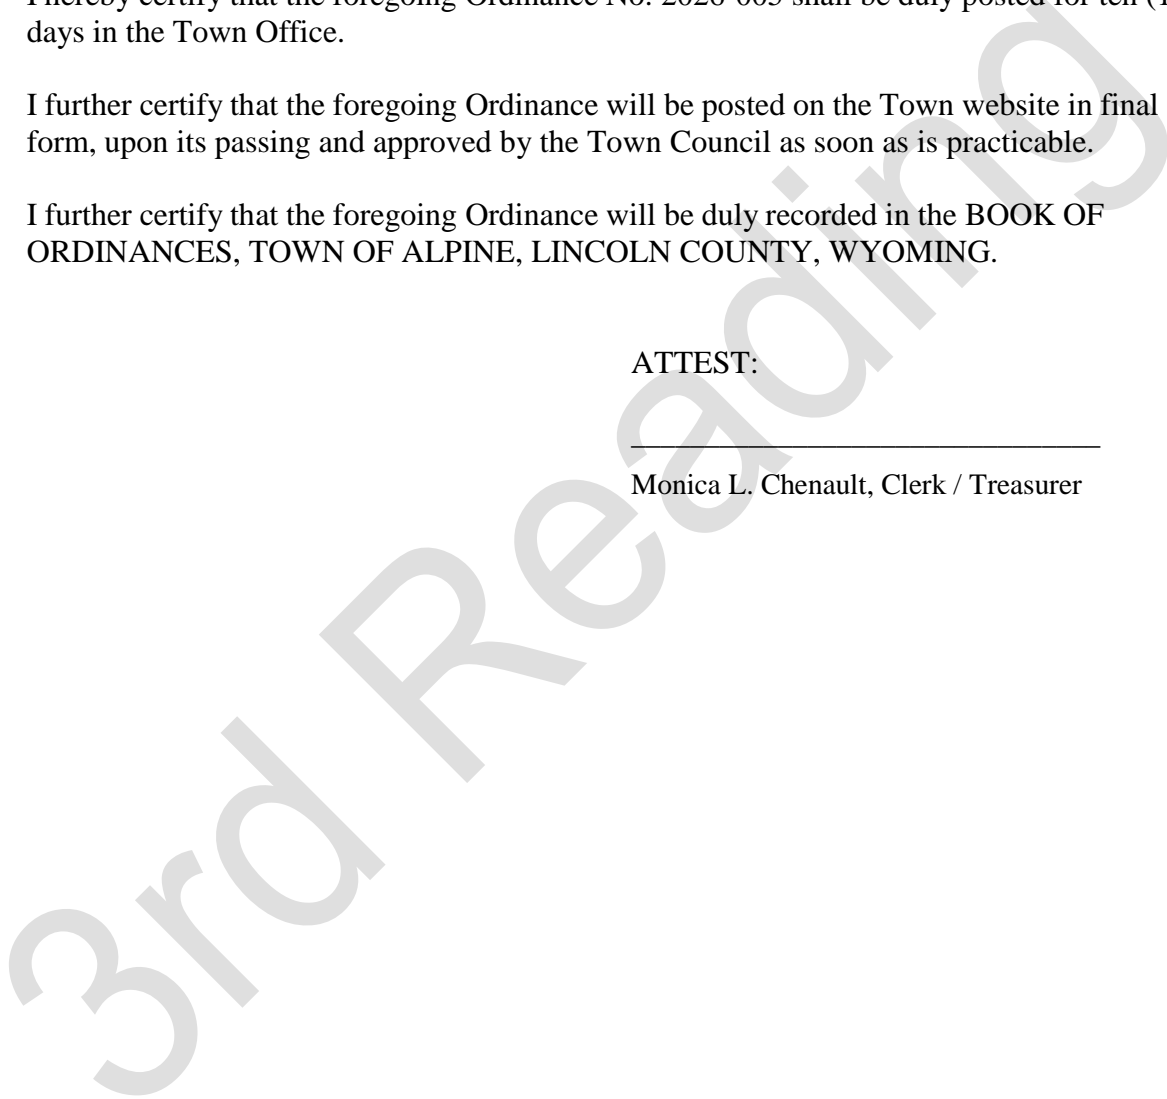 I hereby certify that the foregoing Ordinance No. 2026-003 shall be duly posted for ten
days in the Town Office.
I further certify that the foregoing Ordinance will be posted on the Town website in final
form, upon its passing and approved by the Town Council as soon as is practicable.
I further certify that the foregoing Ordinance will be duly recorded in the BOOK OF
ORDINANCES, TOWN OF ALPINE, LINCOLN COUNTY, WYOMING.
ATTEST:
Monica L. Chenault, Clerk / Treasurer
3rd Reading